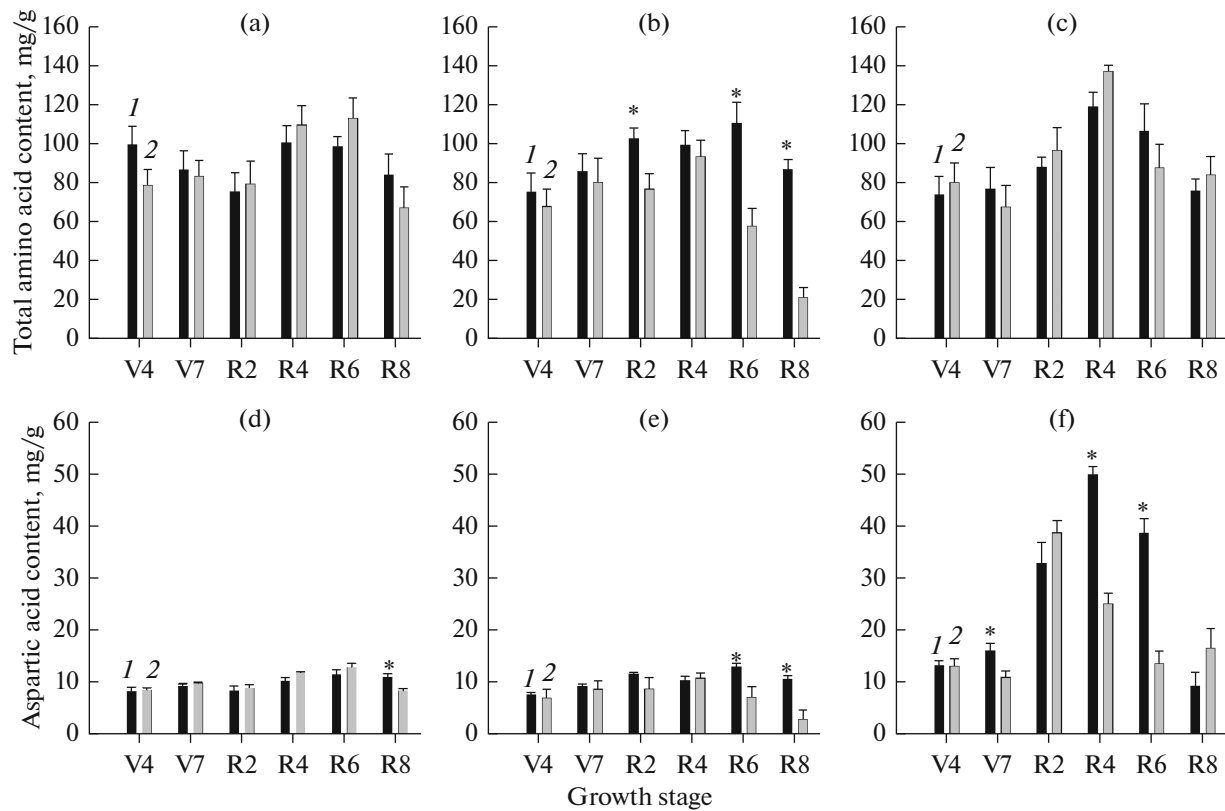 (a) (b) (c)
Total amino acid content, mg/g
160 160 160
140 140 140
120 120 120
100 100 100
80 80 80
60 60 60
40 40 40
20 20 20
0 0 0
1 2 1 2 * * * 1 2
V4 V7 R2 R4 R6 R8 V4 V7 R2 R4 R6 R8 V4 V7 R2 R4 R6 R8
(d) (e) (f)
Aspartic acid content, mg/g
60 60 60
50 50 50
40 40 40
30 30 30
20 20 20
10 10 10
0 0 0
1 2 * 1 2 * * 1 2 * * *
V4 V7 R2 R4 R6 R8 V4 V7 R2 R4 R6 R8 V4 V7 R2 R4 R6 R8
Growth stage